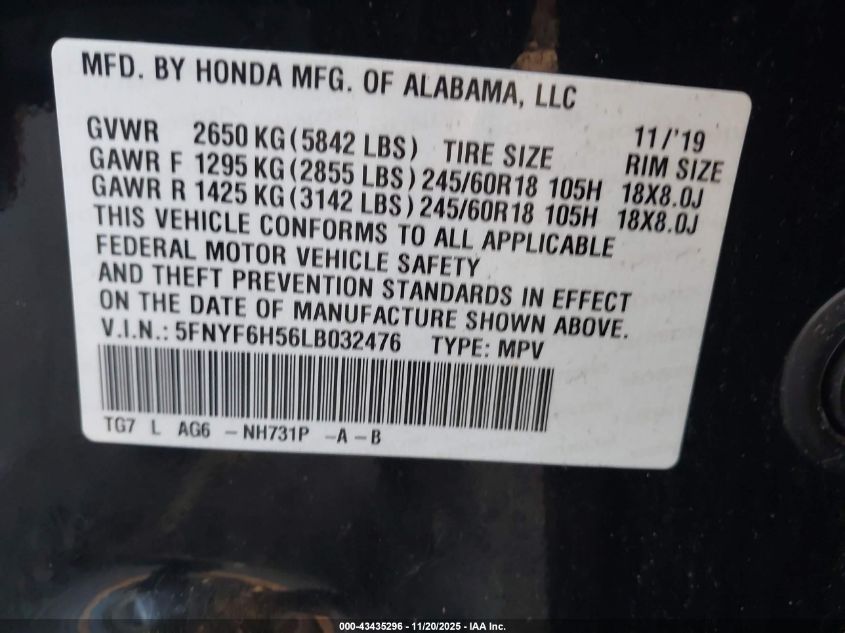 MFD. BY HONDA MFG. OF ALABAMA, LLC
GVWR 2650 KG (5842 LBS) TIRE SIZE 11/'19 RIM SIZE
GAWR F 1295 KG (2855 LBS) 245/60R18 105H 18X8.0J
GAWR R 1425 KG (3142 LBS) 245/60R18 105H 18X8.0J
THIS VEHICLE CONFORMS TO ALL APPLICABLE
FEDERAL MOTOR VEHICLE SAFETY
AND THEFT PREVENTION STANDARDS IN EFFECT
ON THE DATE OF MANUFACTURE SHOWN ABOVE.
V.I.N.: 5FNYF6H56LB032476 TYPE: MPV
TG7 L AG6 – NH731P – A – B
000-43435296 - 11/20/2025 - IAA Inc.